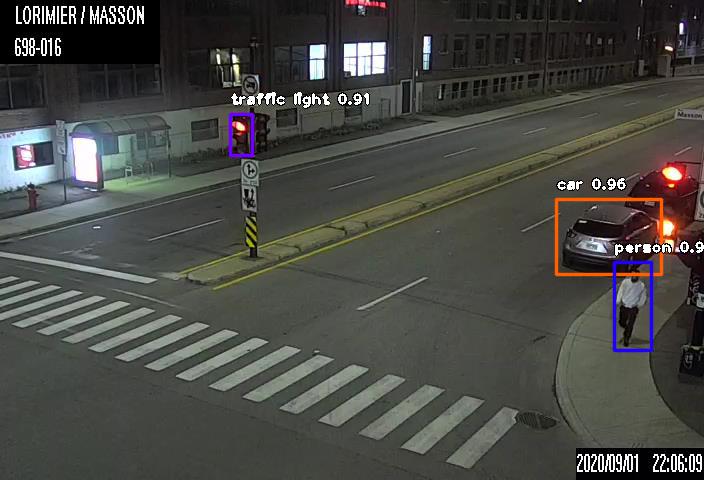 LORIMIER / MASSON
698-016
traffic light 0.91
car 0.96
Masson
person 0.9
2020/09/01 22:06:09